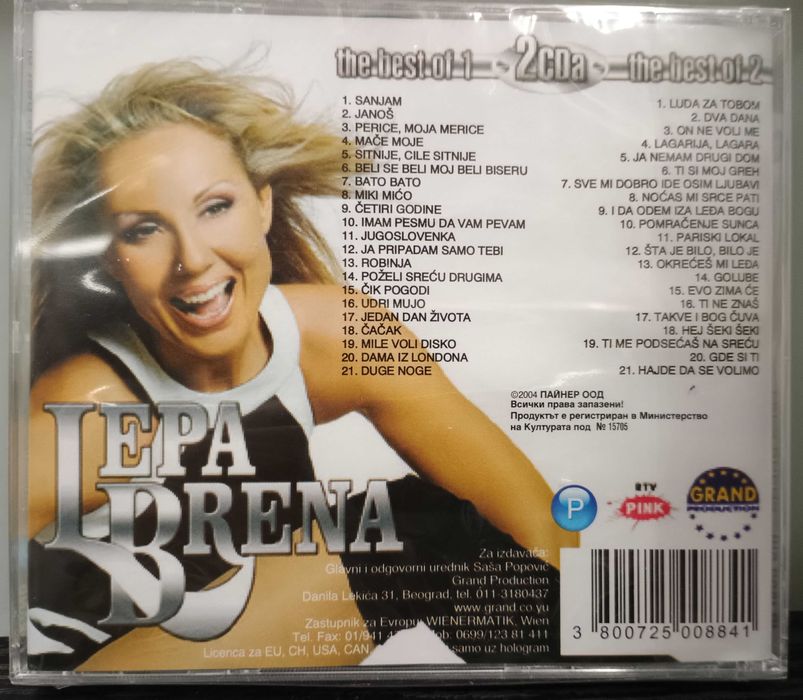 the best of 1
2CDa
the best of 2
1. SANJAM
2. JANOŠ
3. PERICE, MOJA MERICE
4. MAČE MOJE
5. SITNIJE, CILE SITNIJE
6. BELI SE BELI MOJ BELI BISERU
7. BATO BATO
8. MIKI MIĆO
9. ČETIRI GODINE
10. IMAM PESMU DA VAM PEVAM
11. JUGOSLOVENKA
12. JA PRIPADAM SAMO TEBI
13. ROBINJA
14. POŽELI SREĆU DRUGIMA
15. ČIK POGODI
16. UDRI MUJO
17. JEDAN DAN ŽIVOTA
18. ČAČAK
19. MILE VOLI DISKO
20. DAMA IZ LONDONA
21. DUGE NOGE
1. LUDA ZA TOBOM
2. DVA DANA
3. ON NE VOLI ME
4. LAGARIJA, LAGARA
5. JA NEMAM DRUGI DOM
6. TI SI MOJ GREH
7. SVE MI DOBRO IDE OSIM LJUBAVI
8. NOĆAS MI SRCE PATI
9. I DA ODEM IZA LEĐA BOGU
10. POMRAČENJE SUNCA
11. PARISKI LOKAL
12. ŠTA JE BILO, BILO JE
13. OKREĆEŠ MI LEĐA
14. GOLUBE
15. EVO ZIMA ĆE
16. TI NE ZNAŠ
17. TAKVE I BOG ČUVA
18. HEJ ŠEKI ŠEKI
19. TI ME PODSEĆAŠ NA SREĆU
20. GDE SI TI
21. HAJDE DA SE VOLIMO
©2004 ПАЙНЕР ООД
Всички права запазени!
Продуктът е регистриран в Министерство
на Културата под № 15705
LEPA
BRENA
P
RTV
PINK
GRAND
PRODUCTION
Za izdavača:
Glavni i odgovorni urednik Saša Popović
Grand Production
Danila Lekića 31, Beograd, tel. 011-3180437
www.grand.co.yu
Zastupnik za Evropu WIENERMATIK, Wien
Tel. Fax: 01/941 0699/123 81 411
Licenca za EU, CH, USA, CAN, samo uz hologram
3 800725 008841